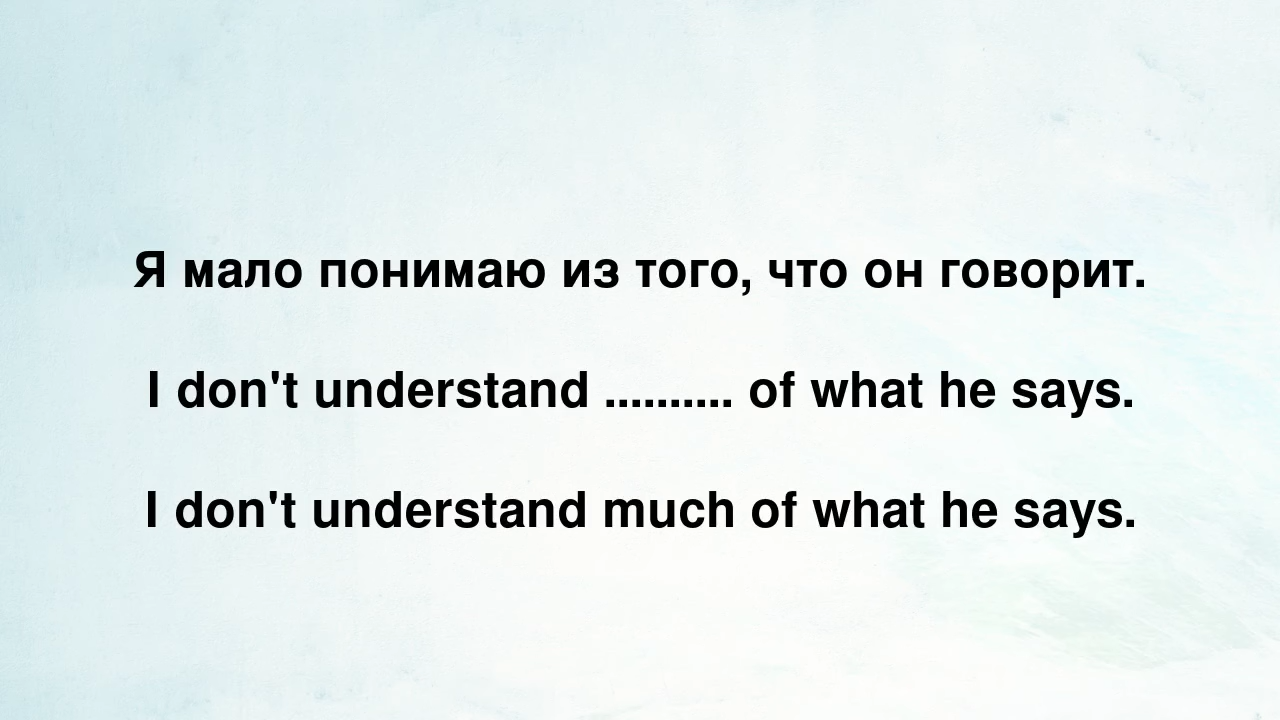 Я мало понимаю из того, что он говорит.
I don't understand .......... of what he says.
I don't understand much of what he says.